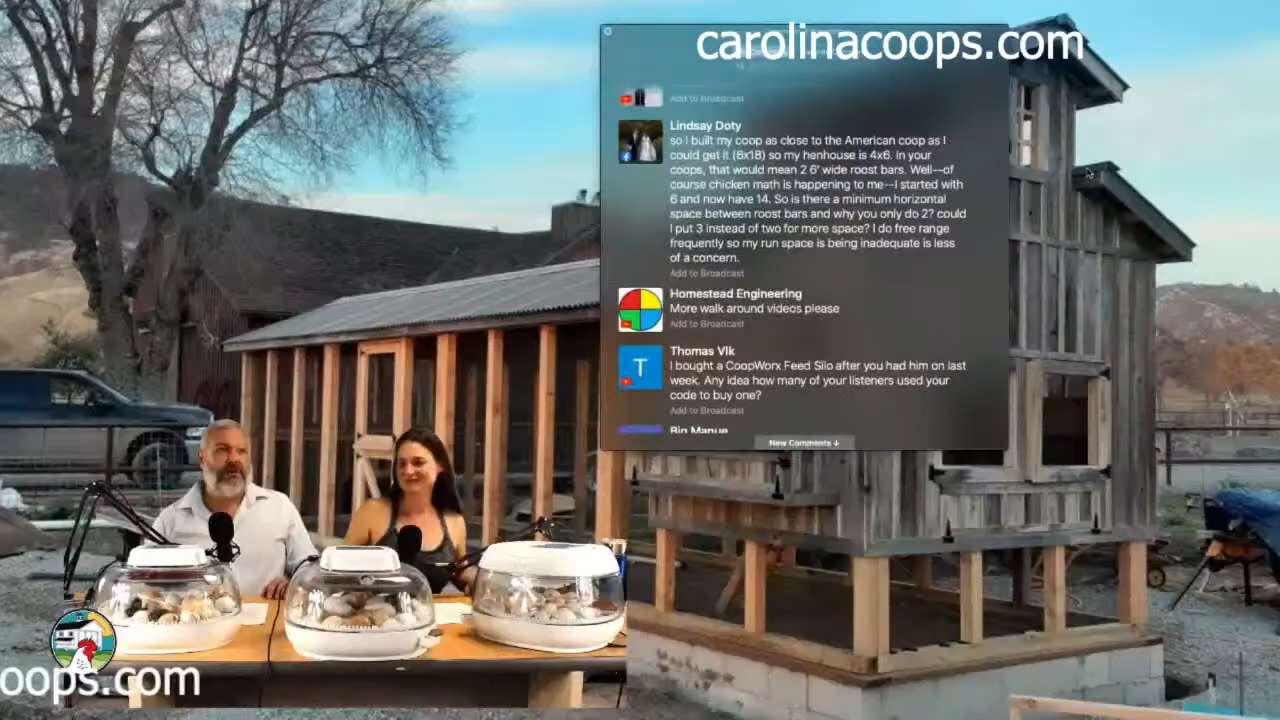 carolinacoops.com
Add to Broadcast
Lindsay Doty
so I built my coop as close to the American coop as I
could get it (6x18) so my henhouse is 4x6. In your
coops, that would mean 2 6' wide roost bars. Well--of
course chicken math is happening to me--I started with
6 and now have 14. So is there a minimum horizontal
space between roost bars and why you only do 2? could
I put 3 instead of two for more space? I do free range
frequently so my run space is being inadequate is less
of a concern.
Add to Broadcast
Homestead Engineering
More walk around videos please
Add to Broadcast
T
Thomas Vlk
I bought a CoopWorx Feed Silo after you had him on last
week. Any idea how many of your listeners used your
code to buy one?
Add to Broadcast
Big Manue
New Comments ↓
oops.com